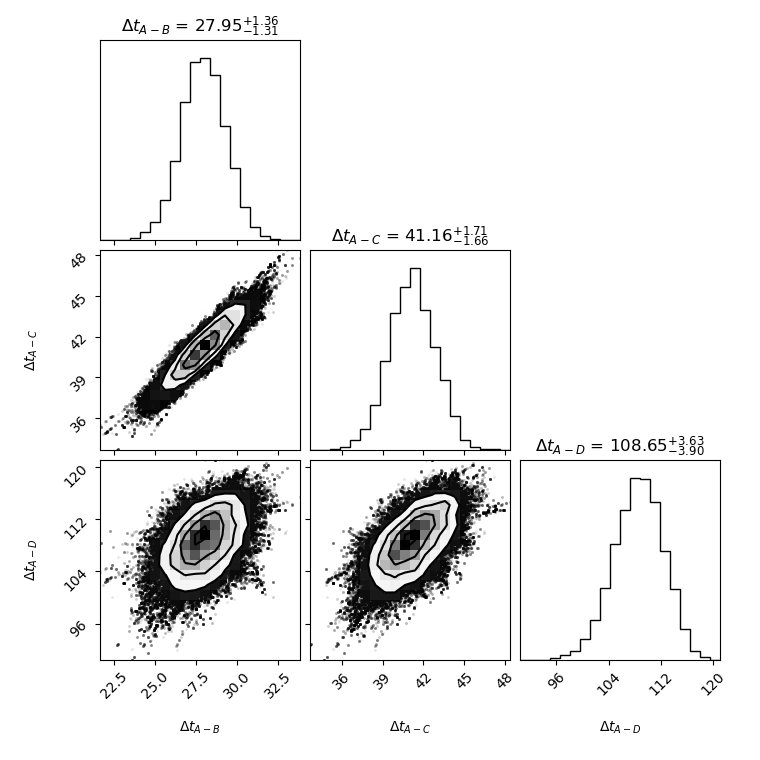 Δt_{A−B} = 27.95^{+1.36}_{−1.31}
Δt_{A−C} = 41.16^{+1.71}_{−1.66}
48
45
42
39
36
Δt_{A−C}
Δt_{A−D} = 108.65^{+3.63}_{−3.90}
120
112
104
96
Δt_{A−D}
22.5 25.0 27.5 30.0 32.5 36 39 42 45 48 96 104 112 120
Δt_{A−B} Δt_{A−C} Δt_{A−D}